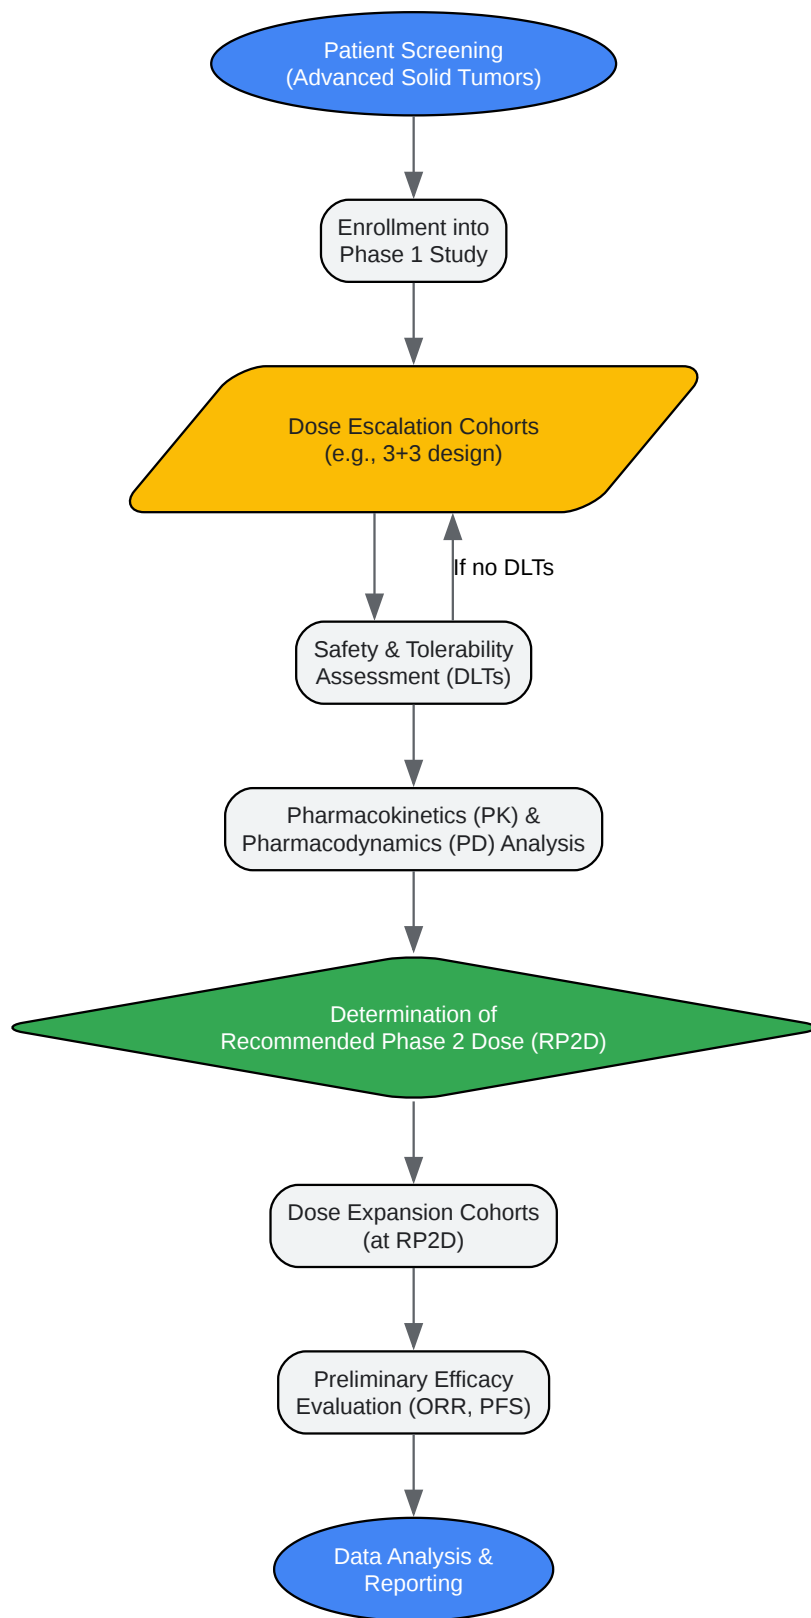 Patient Screening
(Advanced Solid Tumors)
Enrollment into
Phase 1 Study
Dose Escalation Cohorts
(e.g., 3+3 design)
If no DLTs
Safety & Tolerability
Assessment (DLTs)
Pharmacokinetics (PK) &
Pharmacodynamics (PD) Analysis
Determination of
Recommended Phase 2 Dose (RP2D)
Dose Expansion Cohorts
(at RP2D)
Preliminary Efficacy
Evaluation (ORR, PFS)
Data Analysis &
Reporting